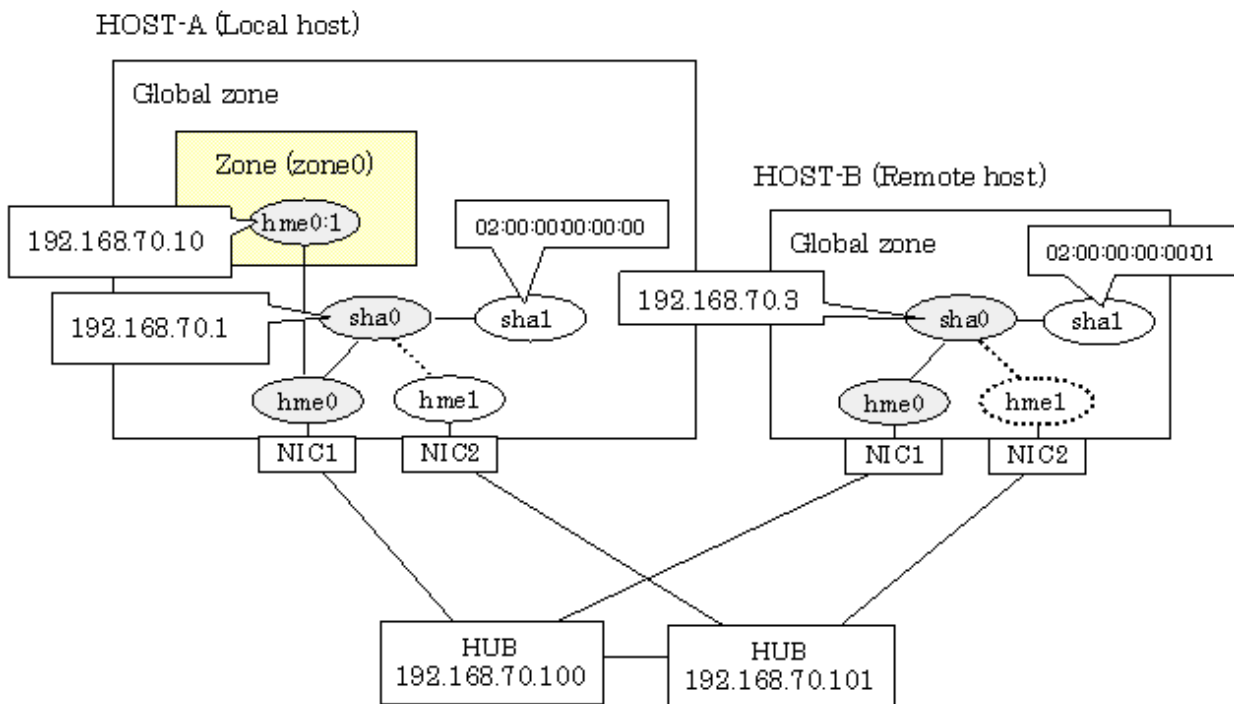 HOST-A (Local host)
Global zone
Zone (zone0)
hme0:1
192.168.70.10
02:00:00:00:00:00
192.168.70.1
sha0
sha1
hme0
hme1
NIC1
NIC2
HOST-B (Remote host)
Global zone
02:00:00:00:00:01
192.168.70.3
sha0
sha1
hme0
hme1
NIC1
NIC2
HUB
192.168.70.100
HUB
192.168.70.101